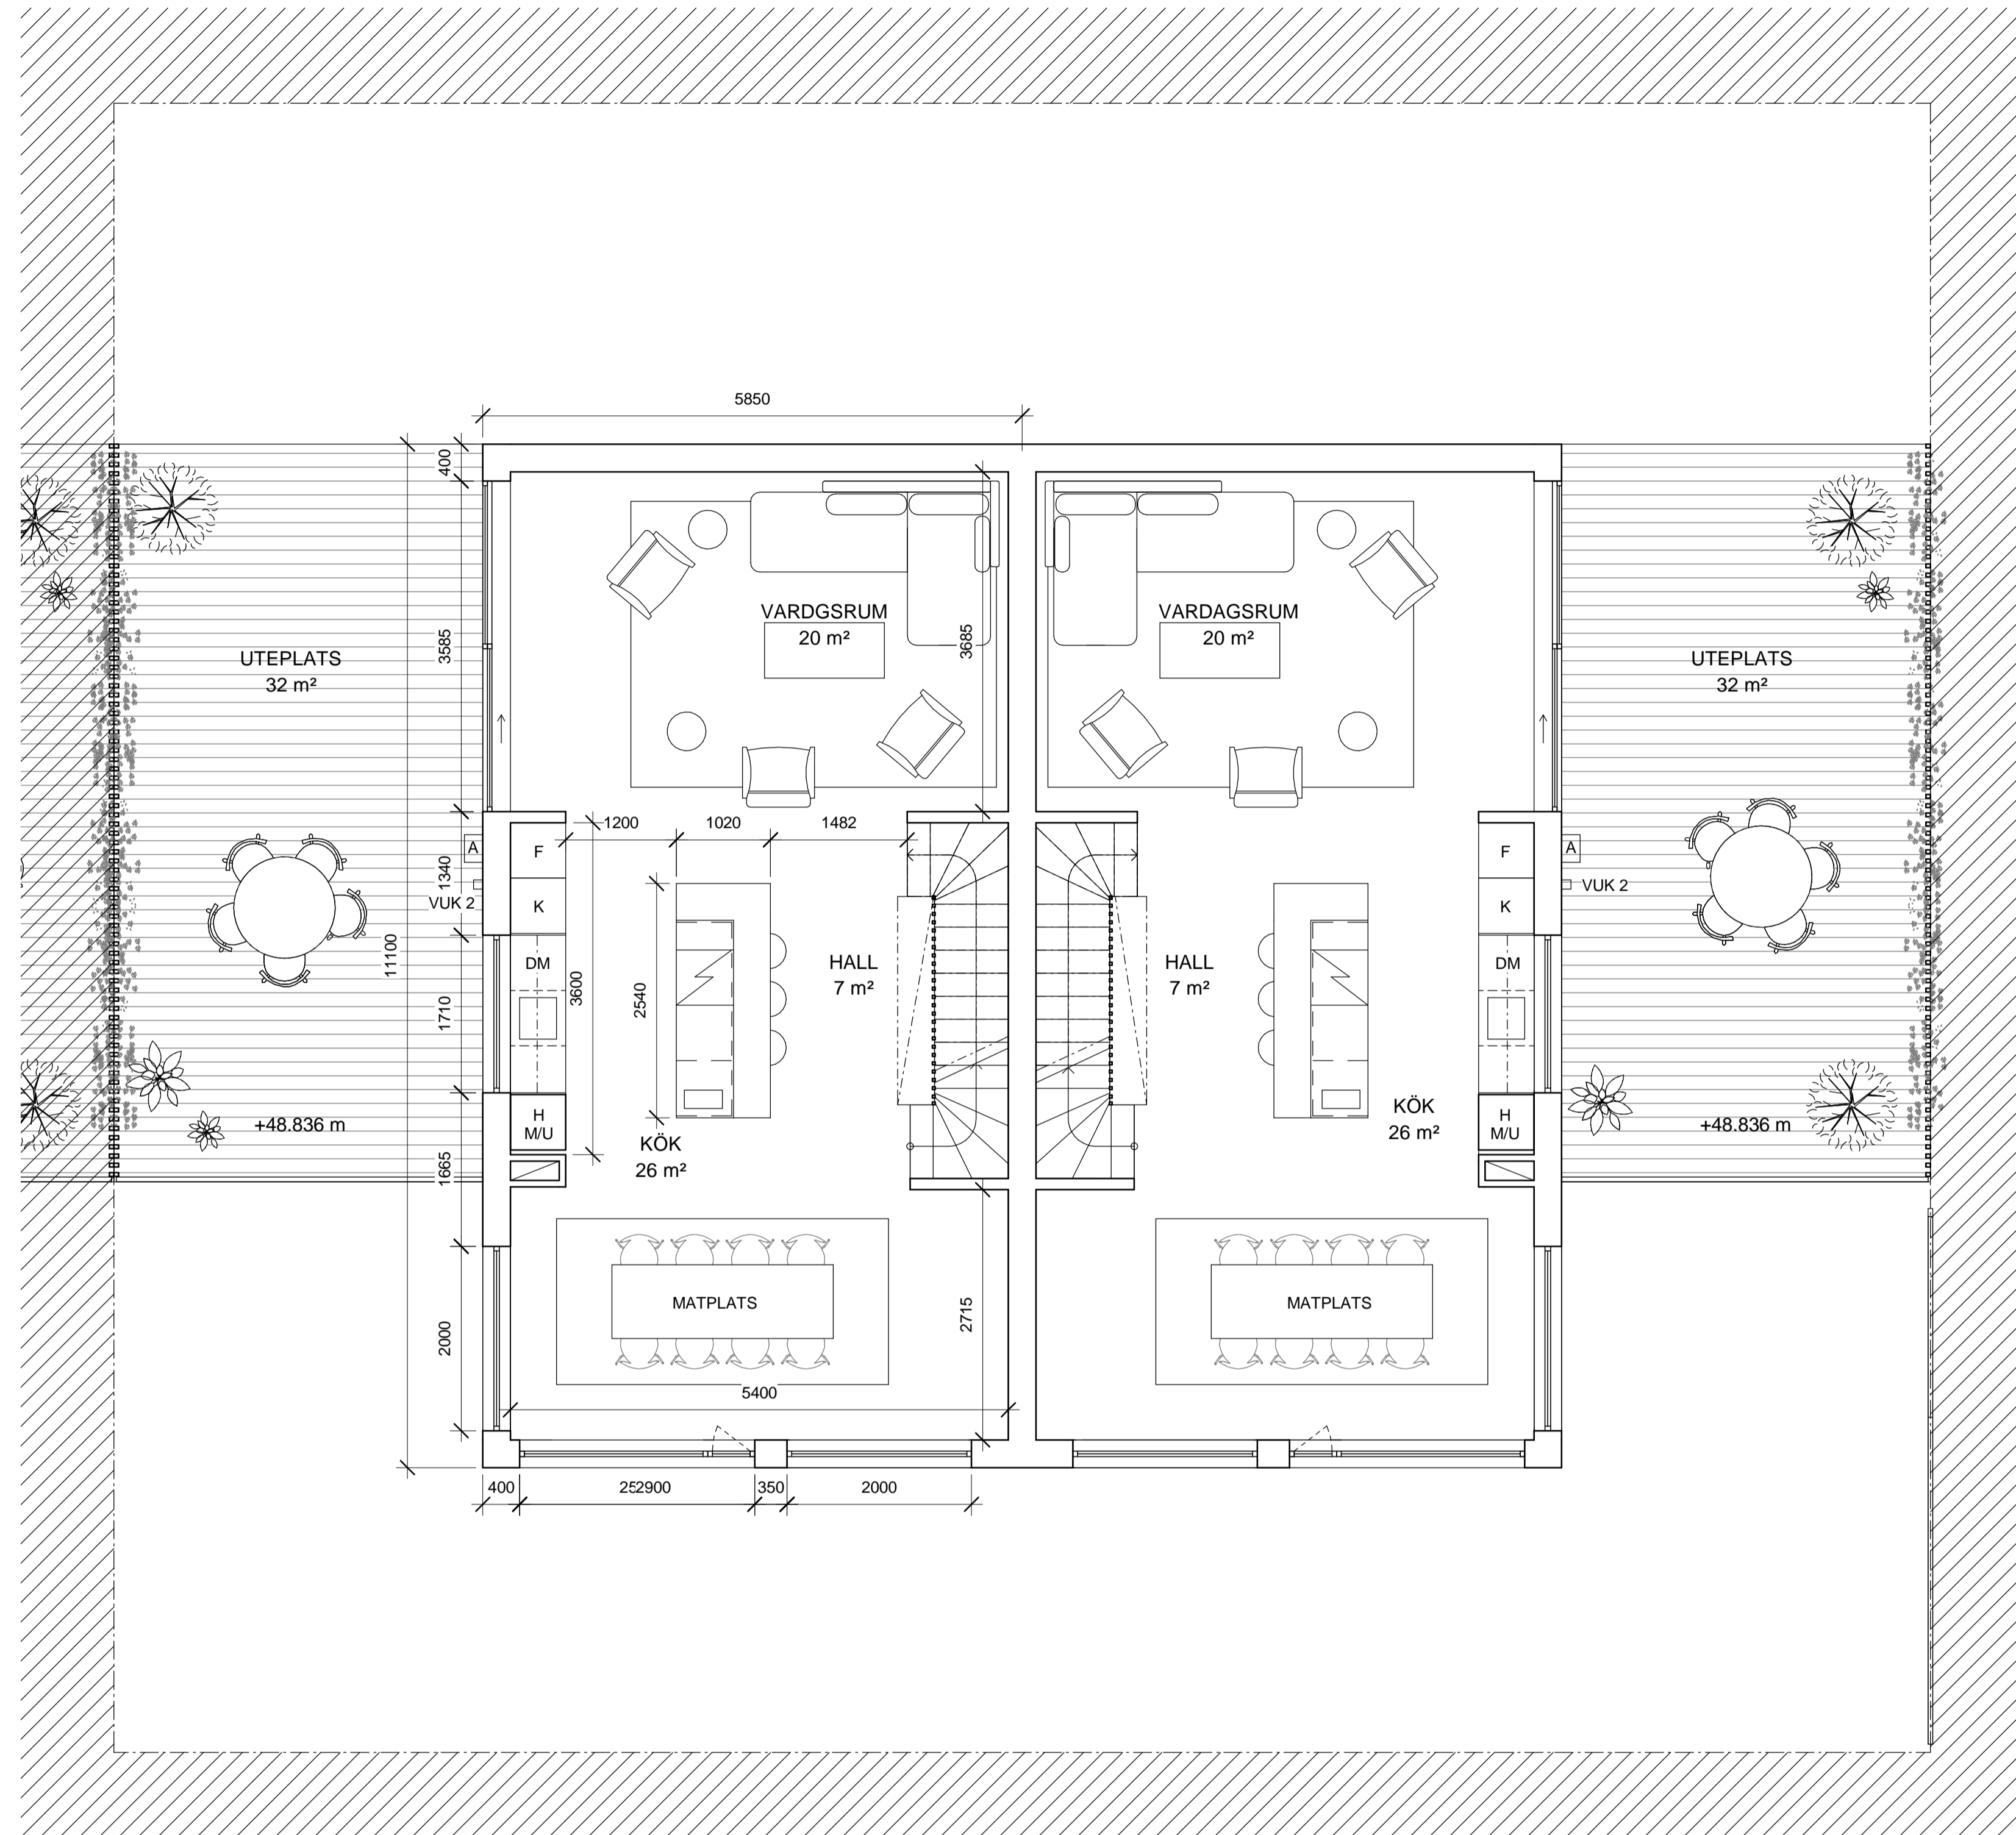 5850
400
3585
3685
VARDGSRUM
20 m²
VARDAGSRUM
20 m²
UTEPLATS
32 m²
UTEPLATS
32 m²
1200
1020
1482
A
1340
VUK 2
F
K
DM
H
M/U
11100
3600
2540
1710
HALL
7 m²
HALL
7 m²
F
K
DM
H
M/U
A
VUK 2
+48.836 m
KÖK
26 m²
KÖK
26 m²
+48.836 m
1665
2000
MATPLATS
2715
MATPLATS
5400
400
350
2000